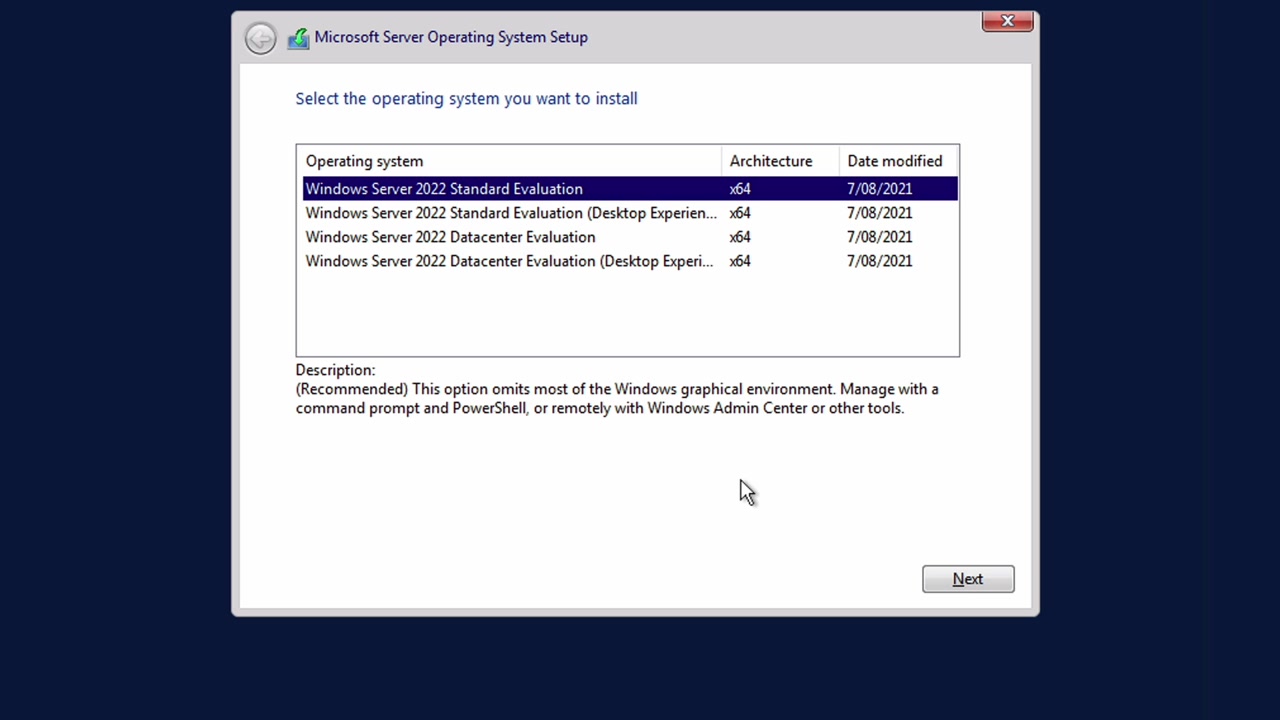 Microsoft Server Operating System Setup
Select the operating system you want to install
Operating system Architecture Date modified
Windows Server 2022 Standard Evaluation x64 7/08/2021
Windows Server 2022 Standard Evaluation (Desktop Experien... x64 7/08/2021
Windows Server 2022 Datacenter Evaluation x64 7/08/2021
Windows Server 2022 Datacenter Evaluation (Desktop Experi... x64 7/08/2021
Description:
(Recommended) This option omits most of the Windows graphical environment. Manage with a
command prompt and PowerShell, or remotely with Windows Admin Center or other tools.
Next